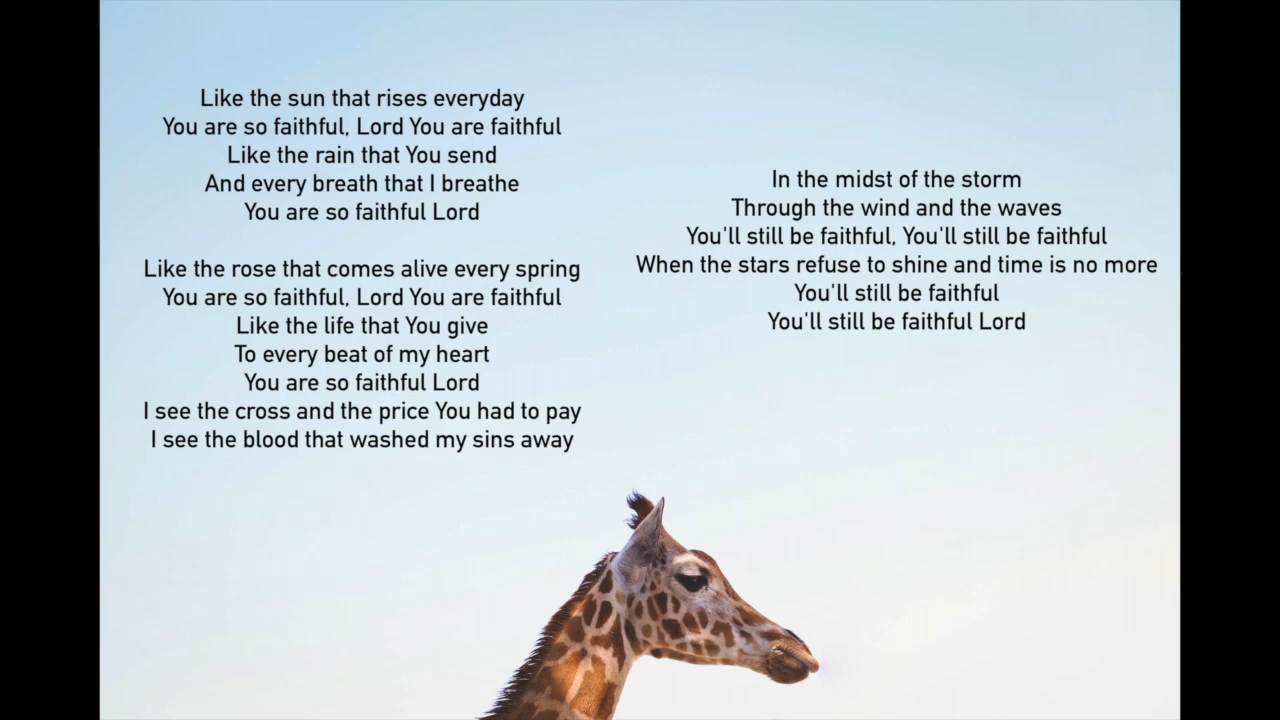 Like the sun that rises everyday
You are so faithful, Lord You are faithful
Like the rain that You send
And every breath that I breathe
You are so faithful Lord
Like the rose that comes alive every spring
You are so faithful, Lord You are faithful
Like the life that You give
To every beat of my heart
You are so faithful Lord
I see the cross and the price You had to pay
I see the blood that washed my sins away
In the midst of the storm
Through the wind and the waves
You'll still be faithful, You'll still be faithful
When the stars refuse to shine and time is no more
You'll still be faithful
You'll still be faithful Lord